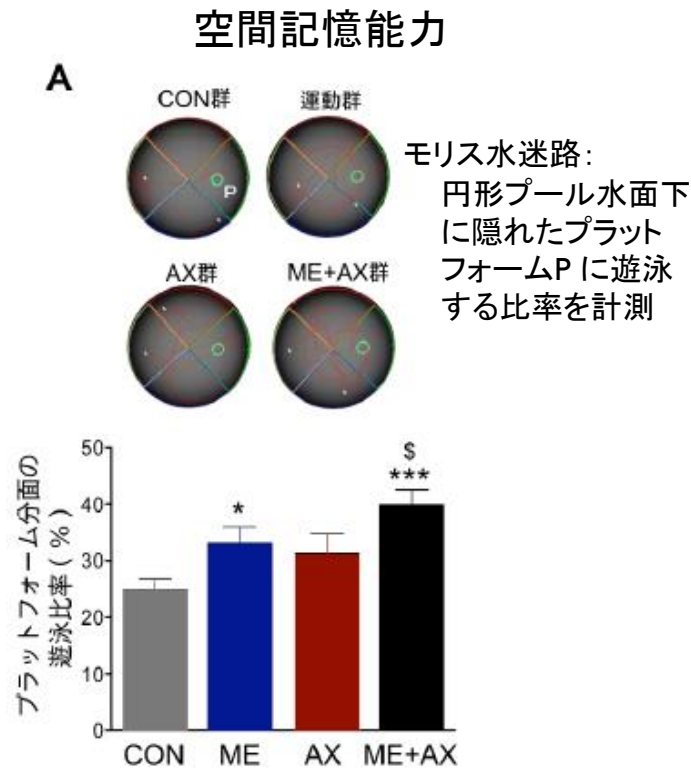 空間記憶能力
A
CON群
運動群
P
AX群
ME+AX群
モリス水迷路：
円形プール水面下
に隠れたプラット
フォームP に遊泳
する比率を計測
プラットフォーム分面の
遊泳比率(%)
50
40
30
20
10
0
*
$
***
CON
ME
AX
ME+AX